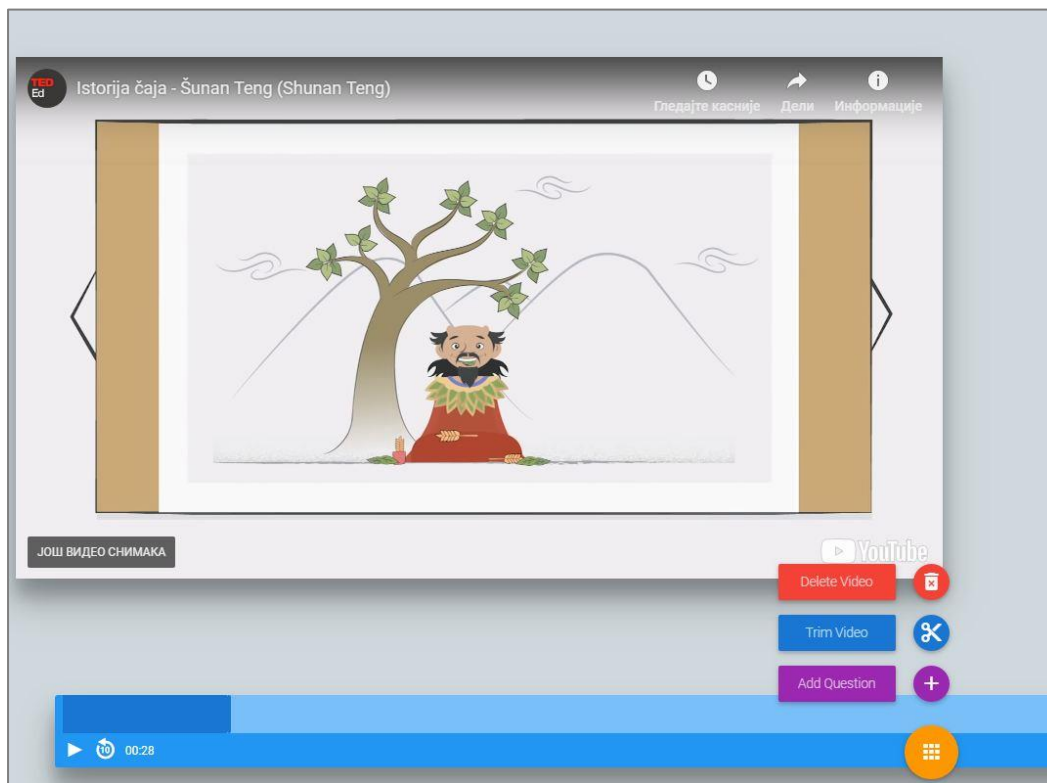 TED
Ed
Istorija čaja - Šunan Teng (Shunan Teng)
Гледајте касније
Дели
Информације
ЈОШ ВИДЕО СНИМАКА
YouTube
Delete Video
Trim Video
Add Question
10
00:28